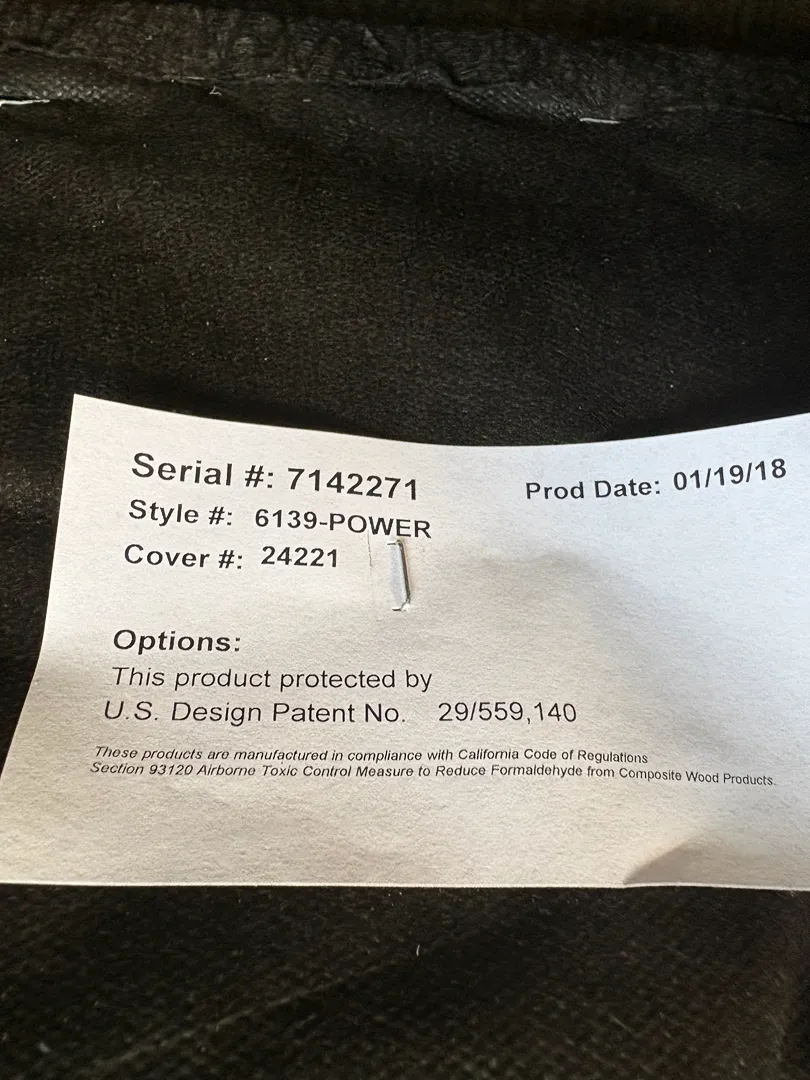 Serial #: 7142271
Prod Date: 01/19/18
Style #: 6139-POWER
Cover #: 24221
Options:
This product protected by
U.S. Design Patent No. 29/559,140
These products are manufactured in compliance with California Code of Regulations
Section 93120 Airborne Toxic Control Measure to Reduce Formaldehyde from Composite Wood Products.